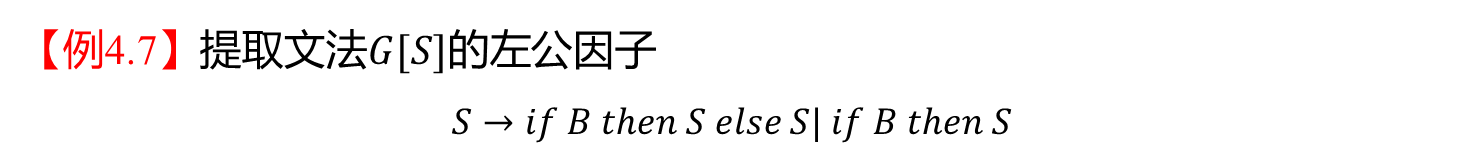 【例4.7】提取文法G[S]的左公因子
S → if B then S else S| if B then S